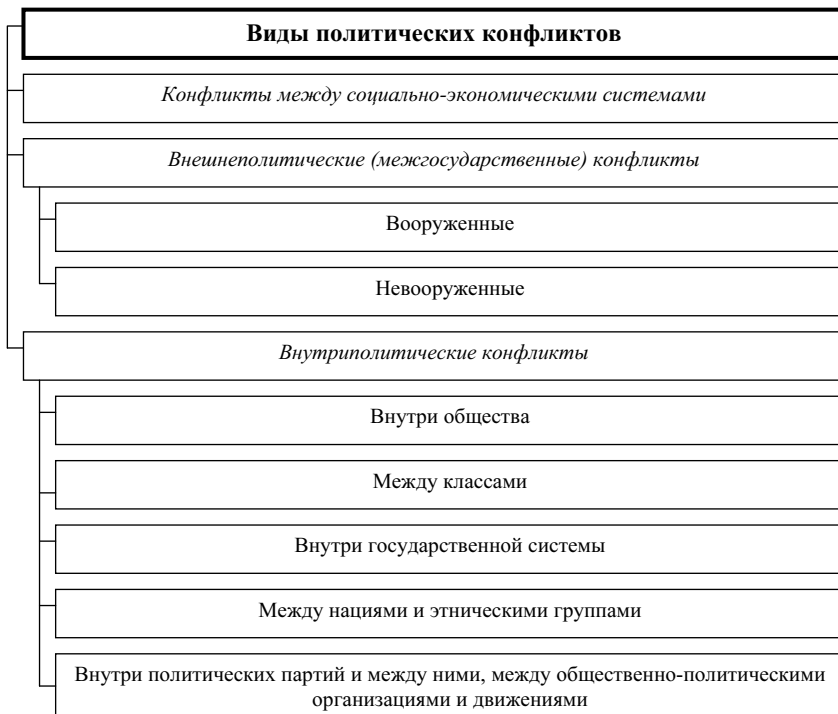 Виды политических конфликтов
Конфликты между социально-экономическими системами
Внешнеполитические (межгосударственные) конфликты
Вооруженные
Невооруженные
Внутриполитические конфликты
Внутри общества
Между классами
Внутри государственной системы
Между нациями и этническими группами
Внутри политических партий и между ними, между общественно-политическими
организациями и движениями